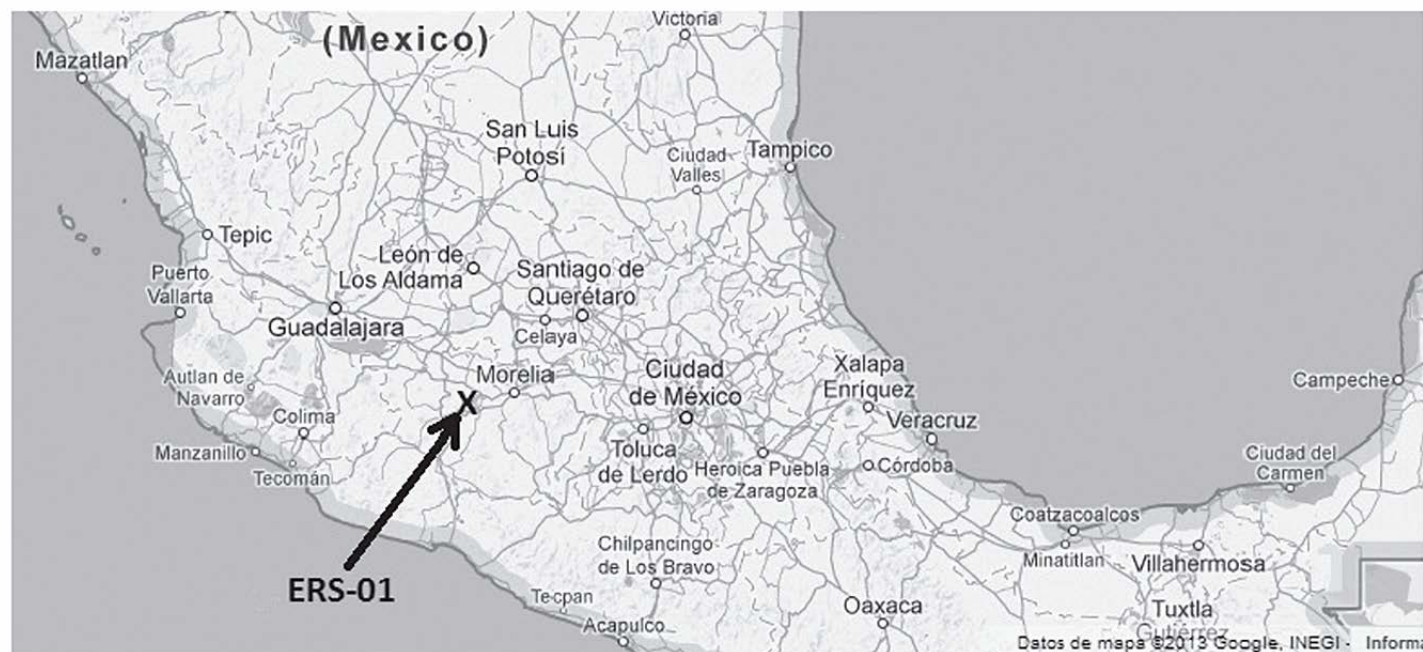 Victoria
(Mexico)
Mazatlan
San Luis
Potosí
Ciudad
Valles
Tampico
Tepic
León de
Los Aldama
Santiago de
Querétaro
Puerto
Vallarta
Guadalajara
Celaya
Xalapa
Enríquez
Morelia
Ciudad
de México
Autlan de
Navarro
Campeche
X
Colima
Veracruz
Toluca
de Lerdo
Manzanillo
Heroica Puebla
de Zaragoza
Córdoba
Ciudad del
Carmen
Tecomán
Coatzacoalcos
Chilpancingo
de Los Bravo
Minatitlan
Villahermosa
ERS-01
Tecpan
Oaxaca
Tuxtla
Gutiérrez
Acapulco
Datos de mapa ©2013 Google, INEGI - Informa